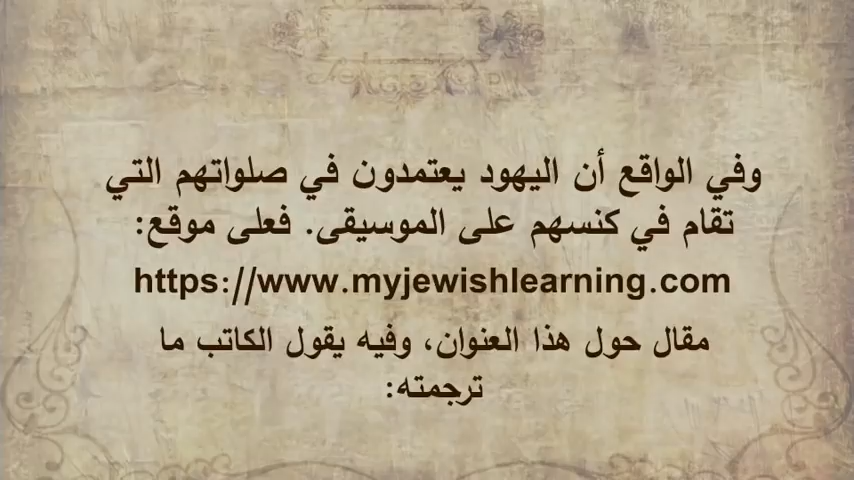 وفي الواقع أن اليهود يعتمدون في صلواتهم التي
تقام في كنسهم على الموسيقى. فعلى موقع:
https://www.myjewishlearning.com
مقال حول هذا العنوان، وفيه يقول الكاتب ما
ترجمته: